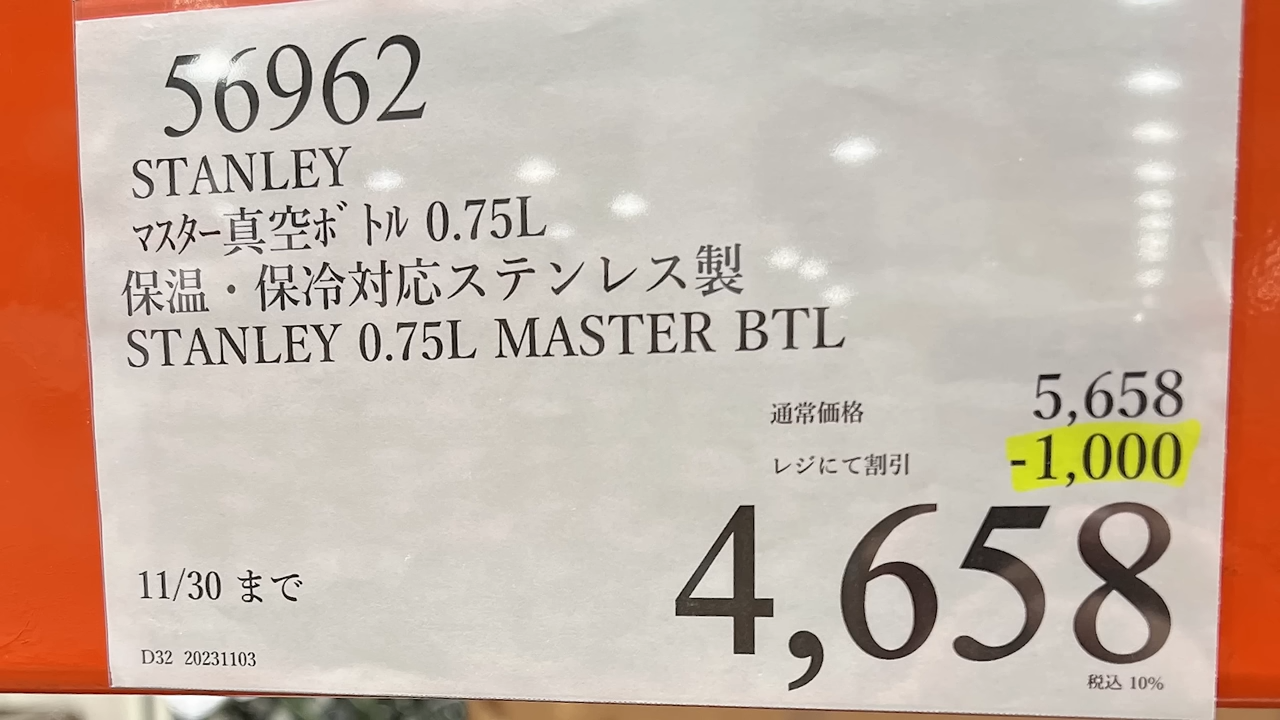 56962
STANLEY
ﾏｽﾀｰ真空ﾎﾞﾄﾙ 0.75L
保温・保冷対応ステンレス製
STANLEY 0.75L MASTER BTL
通常価格 5,658
レジにて割引 -1,000
4,658
11/30 まで
D32 20231103
税込 10%